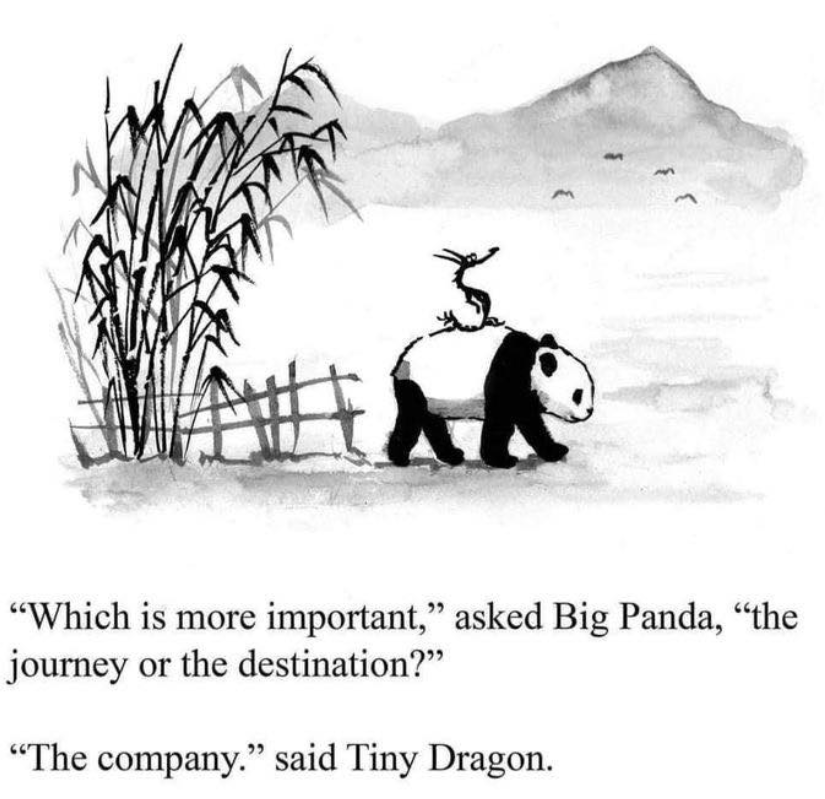 “Which is more important,” asked Big Panda, “the
journey or the destination?”
“The company.” said Tiny Dragon.